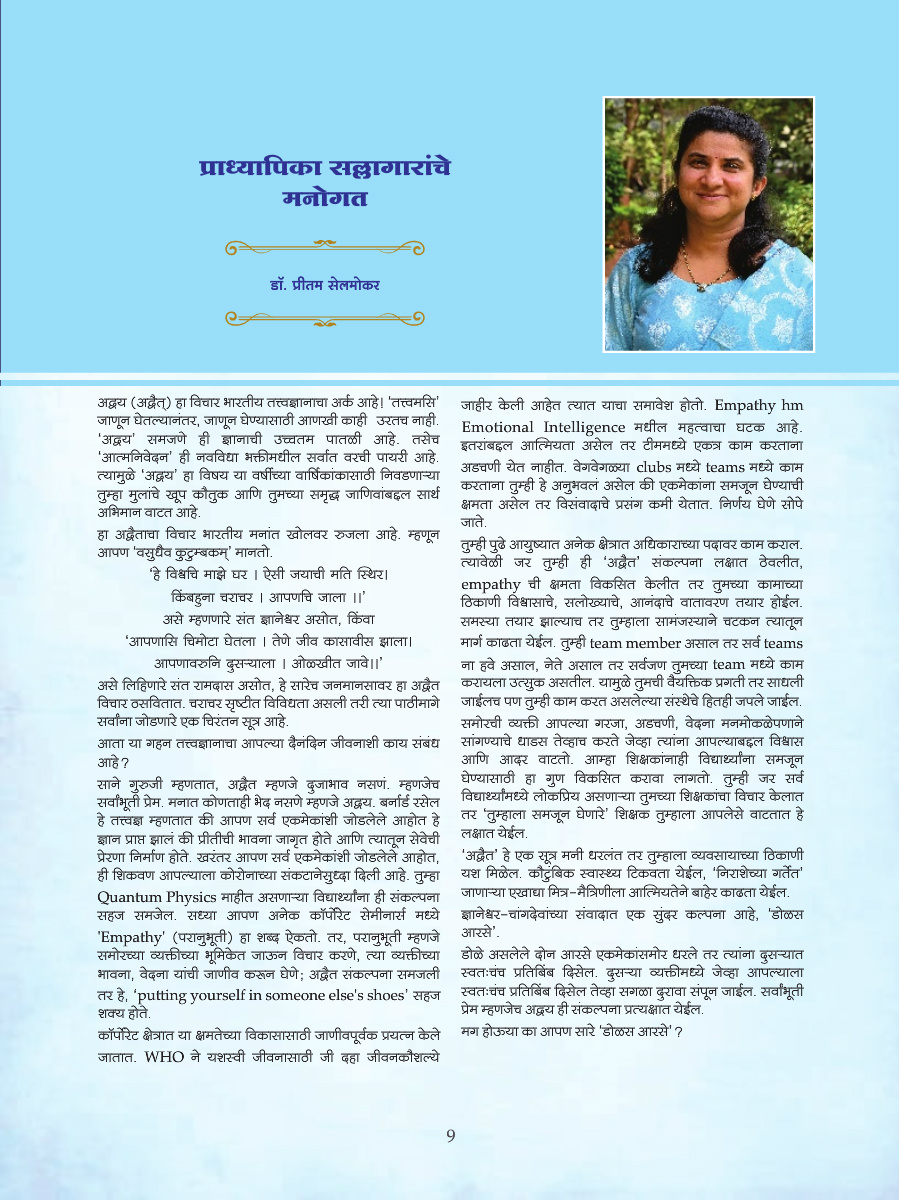 प्राध्यापिका सल्लागारांचे
मनोगत
डॉ. प्रीतम सेलमोकर
अद्वय (अद्वैत्) हा विचार भारतीय तत्त्वज्ञानाचा अर्क आहे। ‘तत्त्वमसि’
जाणून घेतल्यानंतर, जाणून घेण्यासाठी आणखी काही उरतच नाही.
‘अद्वय’ समजणे ही ज्ञानाची उच्चतम पातळी आहे. तसेच
‘आत्मनिवेदन’ ही नवविधा भक्तीमधील सर्वात वरची पायरी आहे.
त्यामुळे ‘अद्वय’ हा विषय या वर्षीच्या वार्षिकांकासाठी निवडणाऱ्या
तुम्हा मुलांचे खूप कौतुक आणि तुमच्या समृद्ध जाणिवांबद्दल सार्थ
अभिमान वाटत आहे.
हा अद्वैताचा विचार भारतीय मनांत खोलवर रुजला आहे. म्हणून
आपण ‘वसुधैव कुटुम्बकम्’ मानतो.
‘हे विश्वचि माझे घर । ऐसी जयाची मति स्थिर।
किंबहुना चराचर । आपणचि जाला ।।’
असे म्हणणारे संत ज्ञानेश्वर असोत, किंवा
‘आपणासि चिमोटा घेतला । तेणे जीव कासावीस झाला।
आपणावरुनि दुसऱ्याला । ओळखीत जावे।।’
असे लिहिणारे संत रामदास असोत, हे सारेच जनमानसावर हा अद्वैत
विचार ठसवितात. चराचर सृष्टीत विविधता असली तरी त्या पाठीमागे
सर्वांना जोडणारे एक चिरंतन सूत्र आहे.
आता या गहन तत्त्वज्ञानाचा आपल्या दैनंदिन जीवनाशी काय संबंध
आहे ?
साने गुरुजी म्हणतात, अद्वैत म्हणजे दुजाभाव नसणं. म्हणजेच
सर्वांभूती प्रेम. मनात कोणताही भेद नसणे म्हणजे अद्वय. बर्नार्ड रसेल
हे तत्त्वज्ञ म्हणतात की आपण सर्व एकमेकांशी जोडलेले आहोत हे
ज्ञान प्राप्त झालं की प्रीतीची भावना जागृत होते आणि त्यातून सेवेची
प्रेरणा निर्माण होते. खरंतर आपण सर्व एकमेकांशी जोडलेले आहोत,
ही शिकवण आपल्याला कोरोनाच्या संकटानेसुध्दा दिली आहे. तुम्हा
Quantum Physics माहीत असणाऱ्या विद्यार्थ्यांना ही संकल्पना
सहज समजेल. सध्या आपण अनेक कॉर्पोरेट सेमीनार्स मध्ये
'Empathy' (परानुभूती) हा शब्द ऐकतो. तर, परानुभूती म्हणजे
समोरच्या व्यक्तीच्या भूमिकेत जाऊन विचार करणे, त्या व्यक्तीच्या
भावना, वेदना यांची जाणीव करून घेणे; अद्वैत संकल्पना समजली
तर हे, ‘putting yourself in someone else's shoes’ सहज
शक्य होते.
कॉर्पोरेट क्षेत्रात या क्षमतेच्या विकासासाठी जाणीवपूर्वक प्रयत्न केले
जातात. WHO ने यशस्वी जीवनासाठी जी दहा जीवनकौशल्ये
जाहीर केली आहेत त्यात याचा समावेश होतो. Empathy hm
Emotional Intelligence मधील महत्वाचा घटक आहे.
इतरांबद्दल आत्मियता असेल तर टीममध्ये एकत्र काम करताना
अडचणी येत नाहीत. वेगवेगळ्या clubs मध्ये teams मध्ये काम
करताना तुम्ही हे अनुभवलं असेल की एकमेकांना समजून घेण्याची
क्षमता असेल तर विसंवादाचे प्रसंग कमी येतात. निर्णय घेणे सोपे
जाते.
तुम्ही पुढे आयुष्यात अनेक क्षेत्रात अधिकाराच्या पदावर काम कराल.
त्यावेळी जर तुम्ही ही ‘अद्वैत’ संकल्पना लक्षात ठेवलीत,
empathy ची क्षमता विकसित केलीत तर तुमच्या कामाच्या
ठिकाणी विश्वासाचे, सलोख्याचे, आनंदाचे वातावरण तयार होईल.
समस्या तयार झाल्याच तर तुम्हाला सामंजस्याने चटकन त्यातून
मार्ग काढता येईल. तुम्ही team member असाल तर सर्व teams
ना हवे असाल, नेते असाल तर सर्वजण तुमच्या team मध्ये काम
करायला उत्सुक असतील. यामुळे तुमची वैयक्तिक प्रगती तर साधली
जाईलच पण तुम्ही काम करत असलेल्या संस्थेचे हितही जपले जाईल.
समोरची व्यक्ती आपल्या गरजा, अडचणी, वेदना मनमोकळेपणाने
सांगण्याचे धाडस तेव्हाच करते जेव्हा त्यांना आपल्याबद्दल विश्वास
आणि आदर वाटतो. आम्हा शिक्षकांनाही विद्यार्थ्यांना समजून
घेण्यासाठी हा गुण विकसित करावा लागतो. तुम्ही जर सर्व
विद्यार्थ्यांमध्ये लोकप्रिय असणाऱ्या तुमच्या शिक्षकांचा विचार केलात
तर ‘तुम्हाला समजून घेणारे’ शिक्षक तुम्हाला आपलेसे वाटतात हे
लक्षात येईल.
‘अद्वैत’ हे एक सूत्र मनी धरलंत तर तुम्हाला व्यवसायाच्या ठिकाणी
यश मिळेल. कौटुंबिक स्वास्थ्य टिकवता येईल, ‘निराशेच्या गर्तेत’
जाणाऱ्या एखाद्या मित्र-मैत्रिणीला आत्मियतेने बाहेर काढता येईल.
ज्ञानेश्वर-चांगदेवांच्या संवादात एक सुंदर कल्पना आहे, ‘डोळस
आरसे’.
डोळे असलेले दोन आरसे एकमेकांसमोर धरले तर त्यांना दुसऱ्यात
स्वतःचंच प्रतिबिंब दिसेल. दुसऱ्या व्यक्तीमध्ये जेव्हा आपल्याला
स्वतःचंच प्रतिबिंब दिसेल तेव्हा सगळा दुरावा संपून जाईल. सर्वांभूती
प्रेम म्हणजेच अद्वय ही संकल्पना प्रत्यक्षात येईल.
मग होऊया का आपण सारे ‘डोळस आरसे’ ?
9